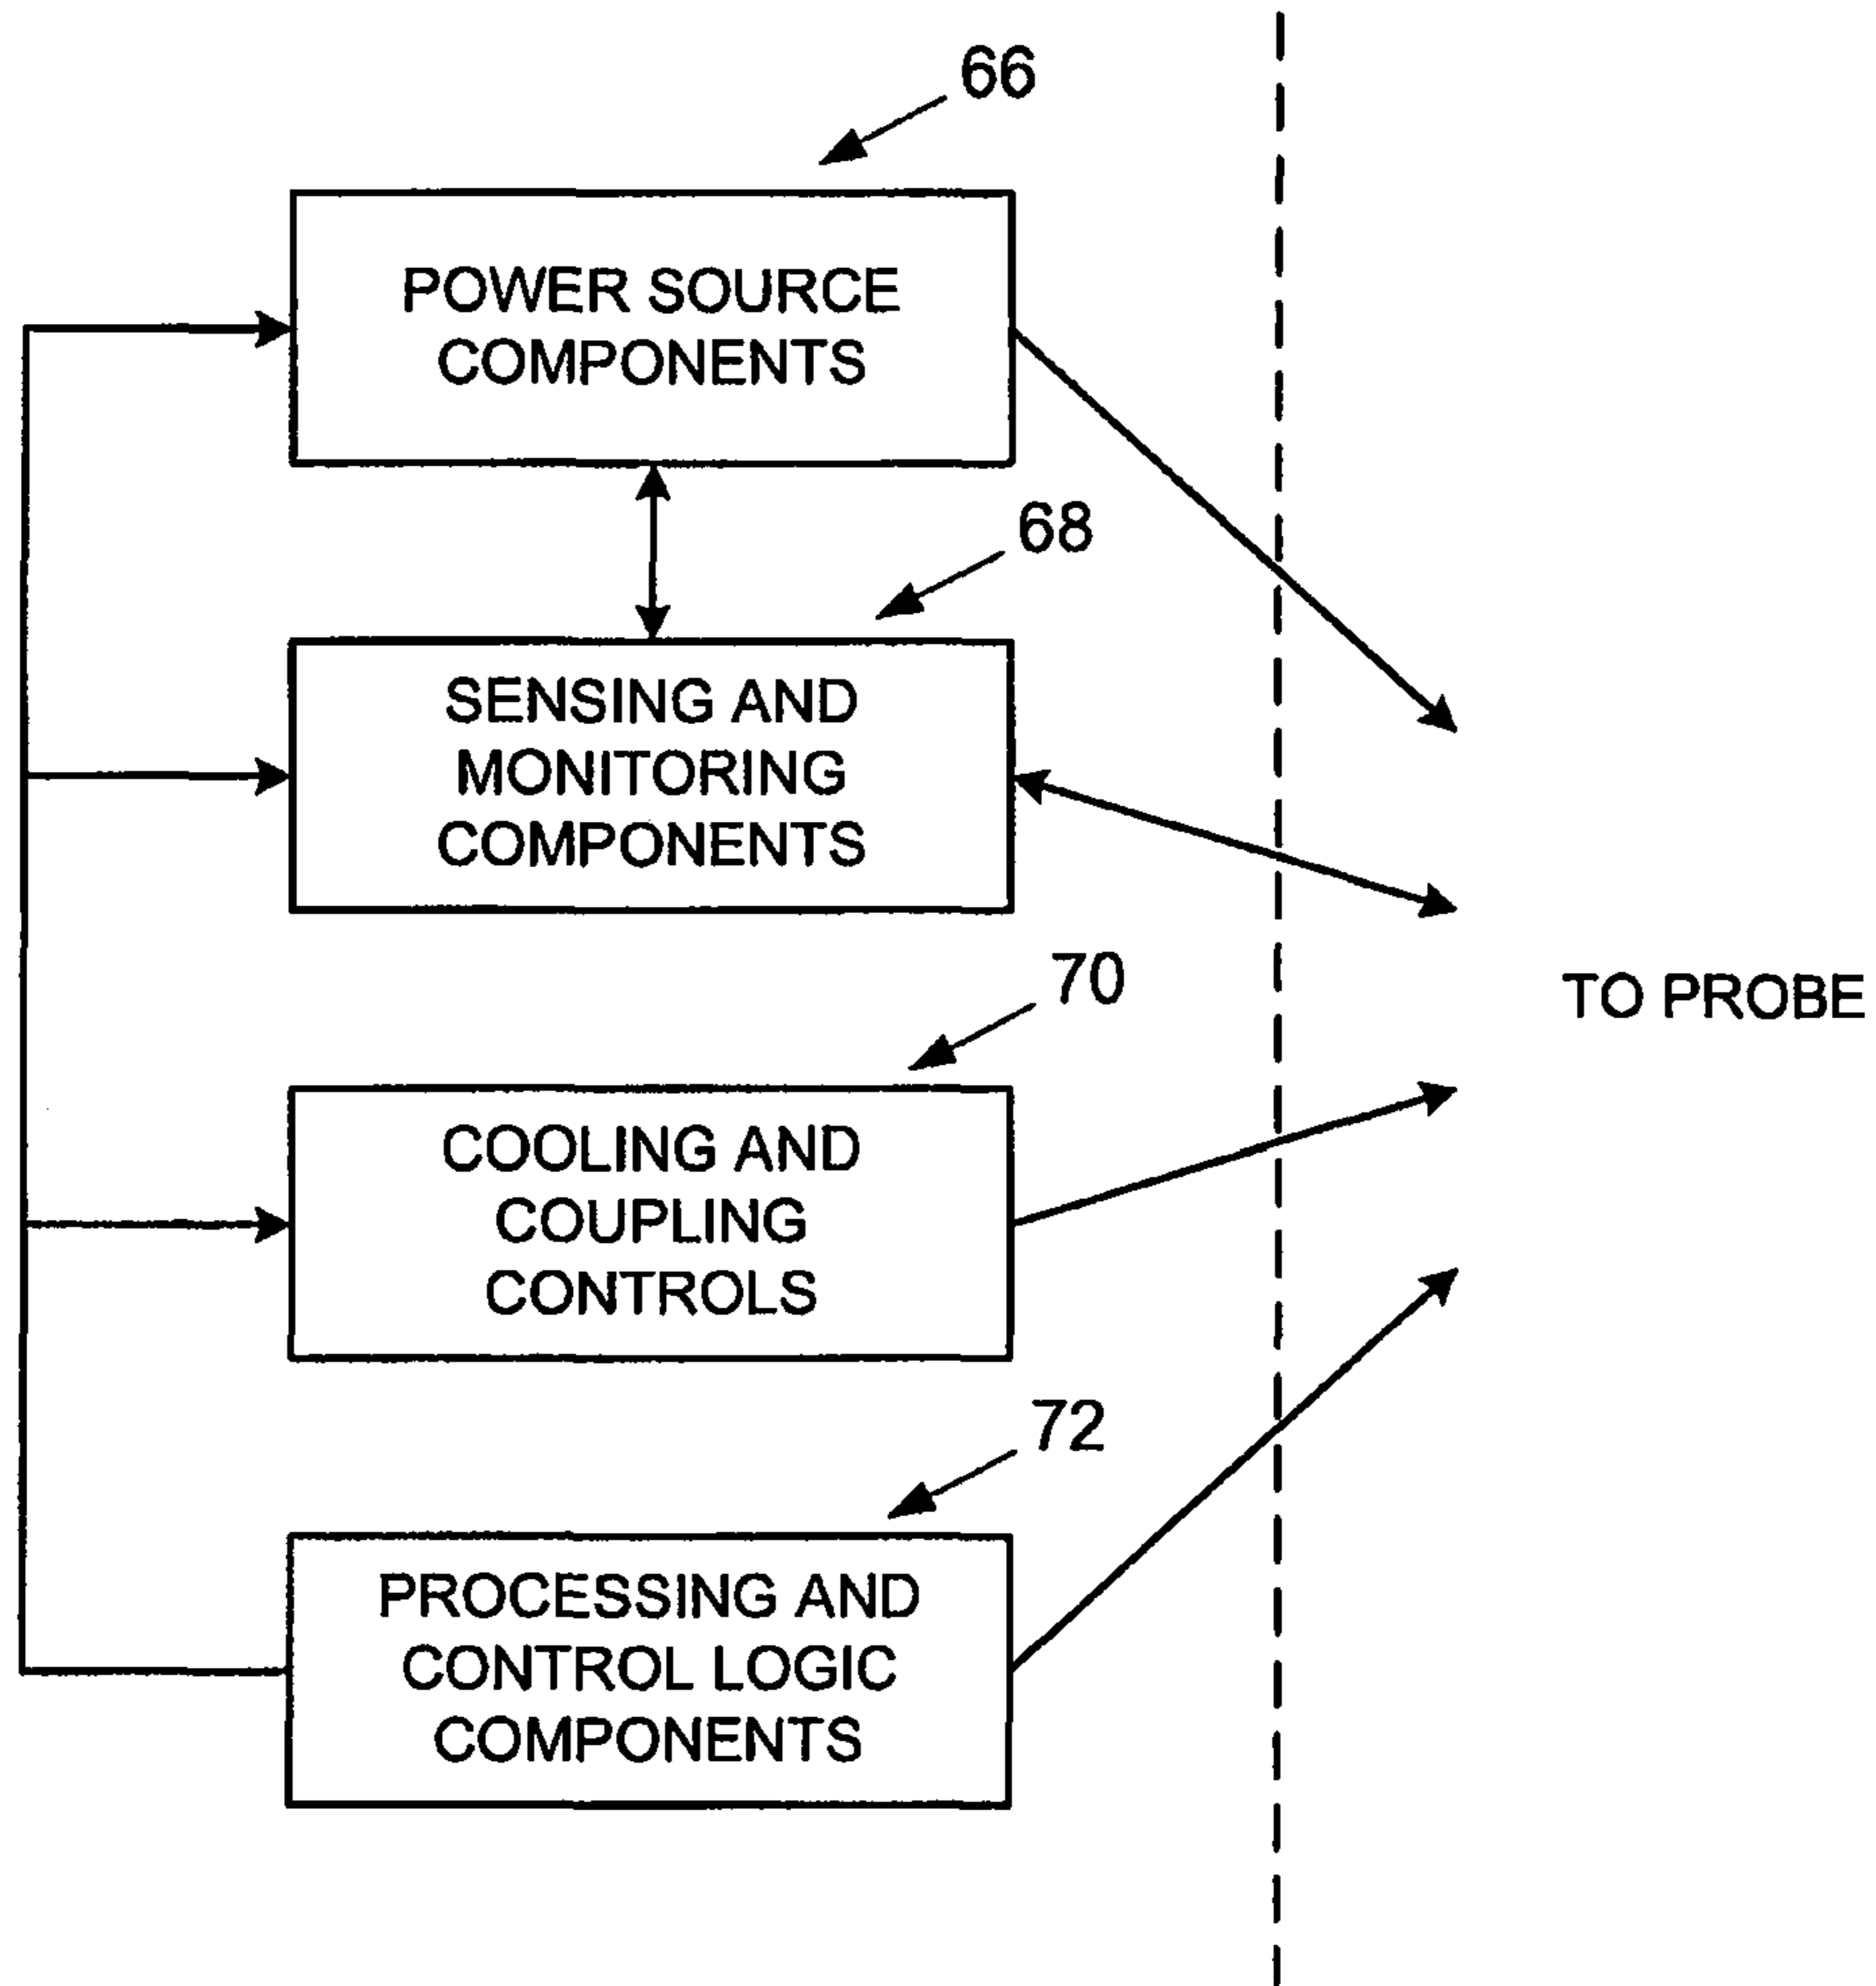 66
POWER SOURCE
COMPONENTS
68
SENSING AND
MONITORING
COMPONENTS
70
TO PROBE
COOLING AND
COUPLING
CONTROLS
72
PROCESSING AND
CONTROL LOGIC
COMPONENTS